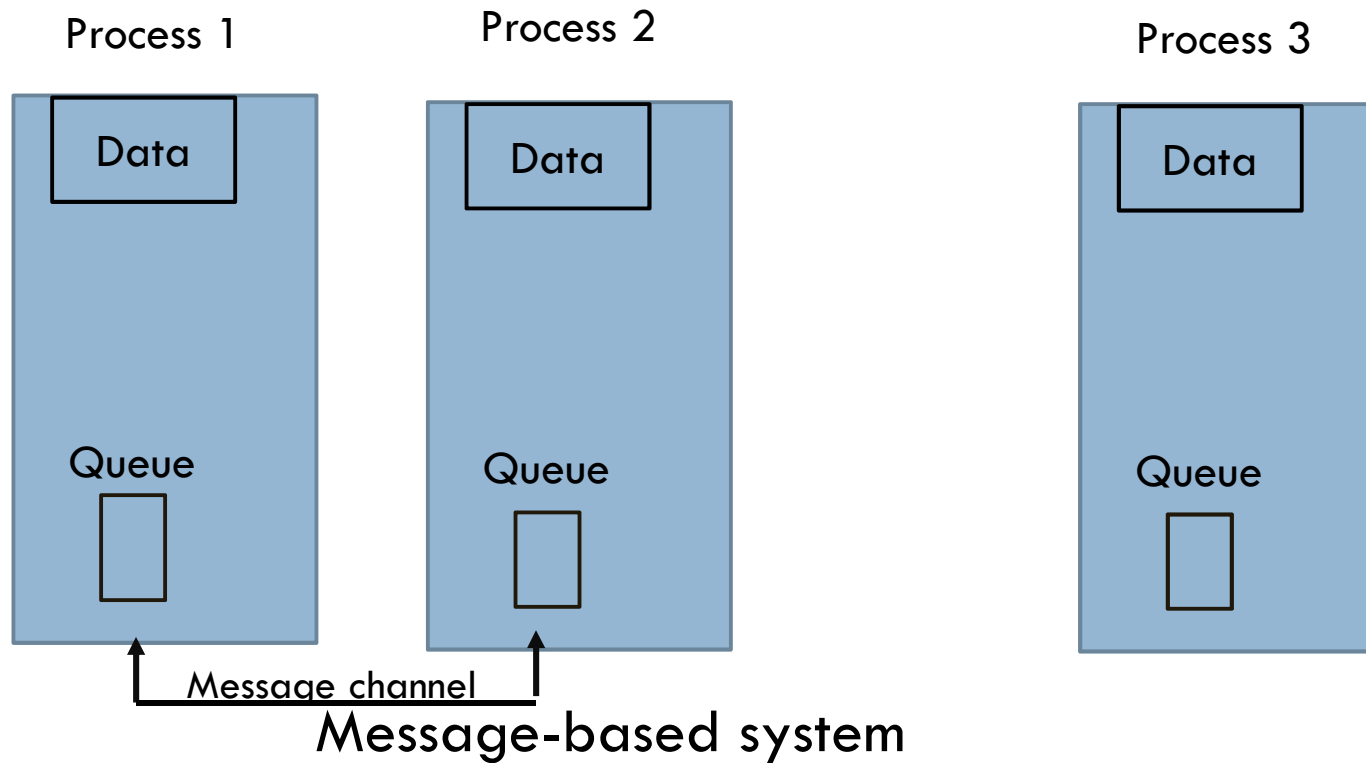 Process 1
Process 2
Process 3
Data
Data
Data
Queue
Queue
Queue
Message channel
Message-based system